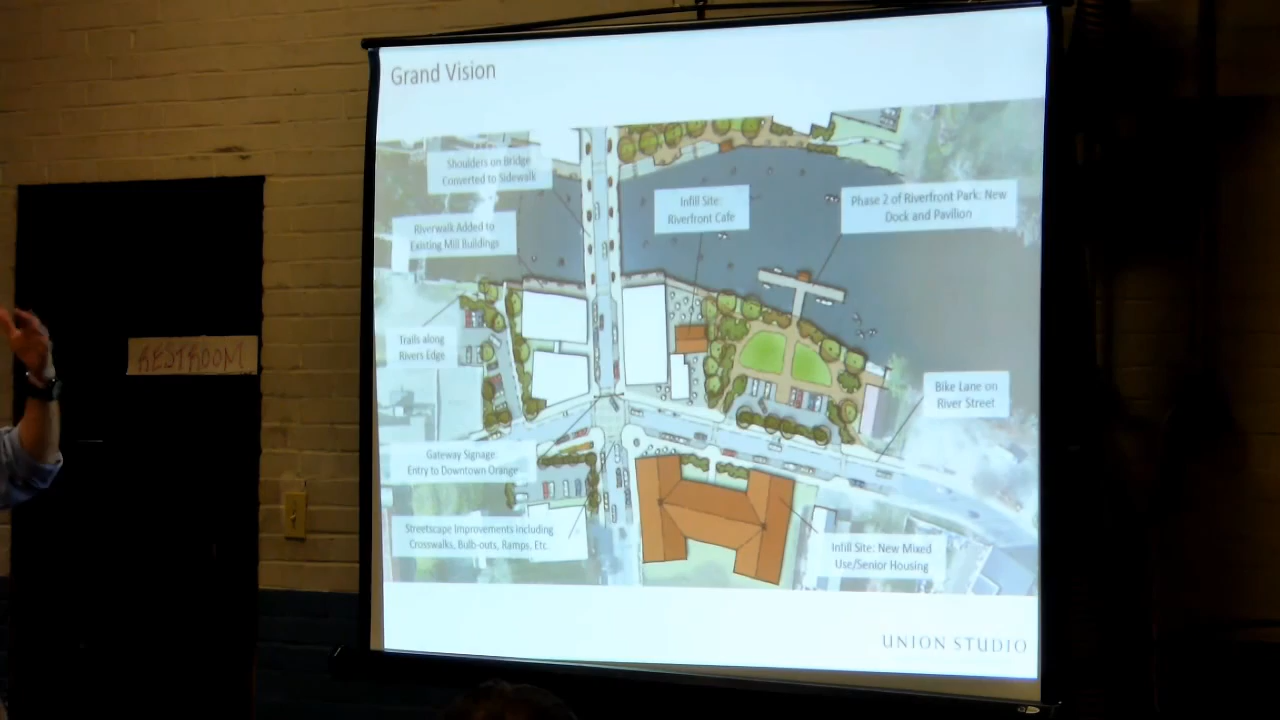 Grand Vision
Shoulders on Bridge
Converted to Sidewalk
Infill Site:
Riverfront Cafe
Phase 2 of Riverfront Park: New
Dock and Pavilion
Riverwalk Added to
Existing Mill Buildings
Trails along
Rivers Edge
RESTROOM
Bike Lane on
River Street
Gateway Signage:
Entry to Downtown Orange
Streetscape Improvements including
Crosswalks, Bulb-outs, Ramps, Etc.
Infill Site: New Mixed
Use/Senior Housing
UNION STUDIO